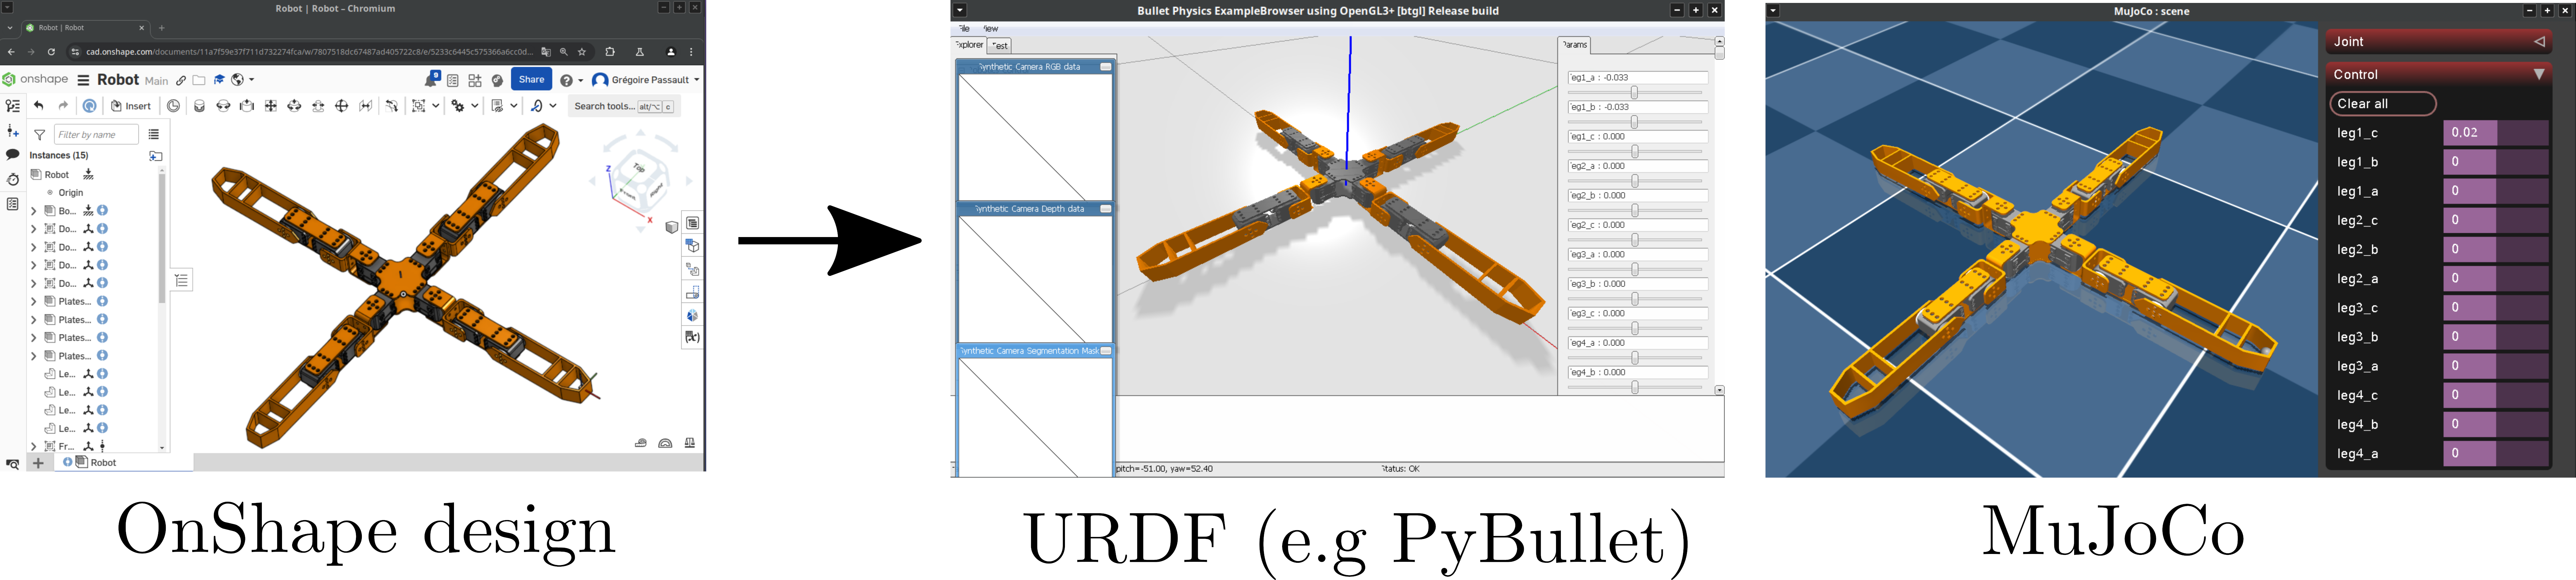 Robot | Robot – Chromium
Robot | Robot
cad.onshape.com/documents/11a7f59e37f711d732274fca/w/7807518dc67487ad405722c8/e/5233c6445c575366a6cc0d...
onshape Robot Main Share Grégoire Passault
Insert Search tools... alt/⌥ c
Filter by name
Instances (15)
Robot
Origin
Bo...
Do...
Do...
Do...
Do...
Plates...
Plates...
Plates...
Plates...
Le...
Le...
Le...
Le...
Fr...
Top
Z
X
Robot
OnShape design
Bullet Physics ExampleBrowser using OpenGL3+ [btgl] Release build
File View
Explorer Test
Synthetic Camera RGB data
Synthetic Camera Depth data
Synthetic Camera Segmentation Mask
Params
leg1_a : -0.033
leg1_b : -0.033
leg1_c : 0.000
leg2_a : 0.000
leg2_b : 0.000
leg2_c : 0.000
leg3_a : 0.000
leg3_b : 0.000
leg3_c : 0.000
leg4_a : 0.000
leg4_b : 0.000
pitch=-51.00, yaw=52.40
Status: OK
URDF (e.g PyBullet)
MuJoCo : scene
Joint
Control
Clear all
leg1_c 0.02
leg1_b 0
leg1_a 0
leg2_c 0
leg2_b 0
leg2_a 0
leg3_c 0
leg3_b 0
leg3_a 0
leg4_c 0
leg4_b 0
leg4_a 0
MuJoCo